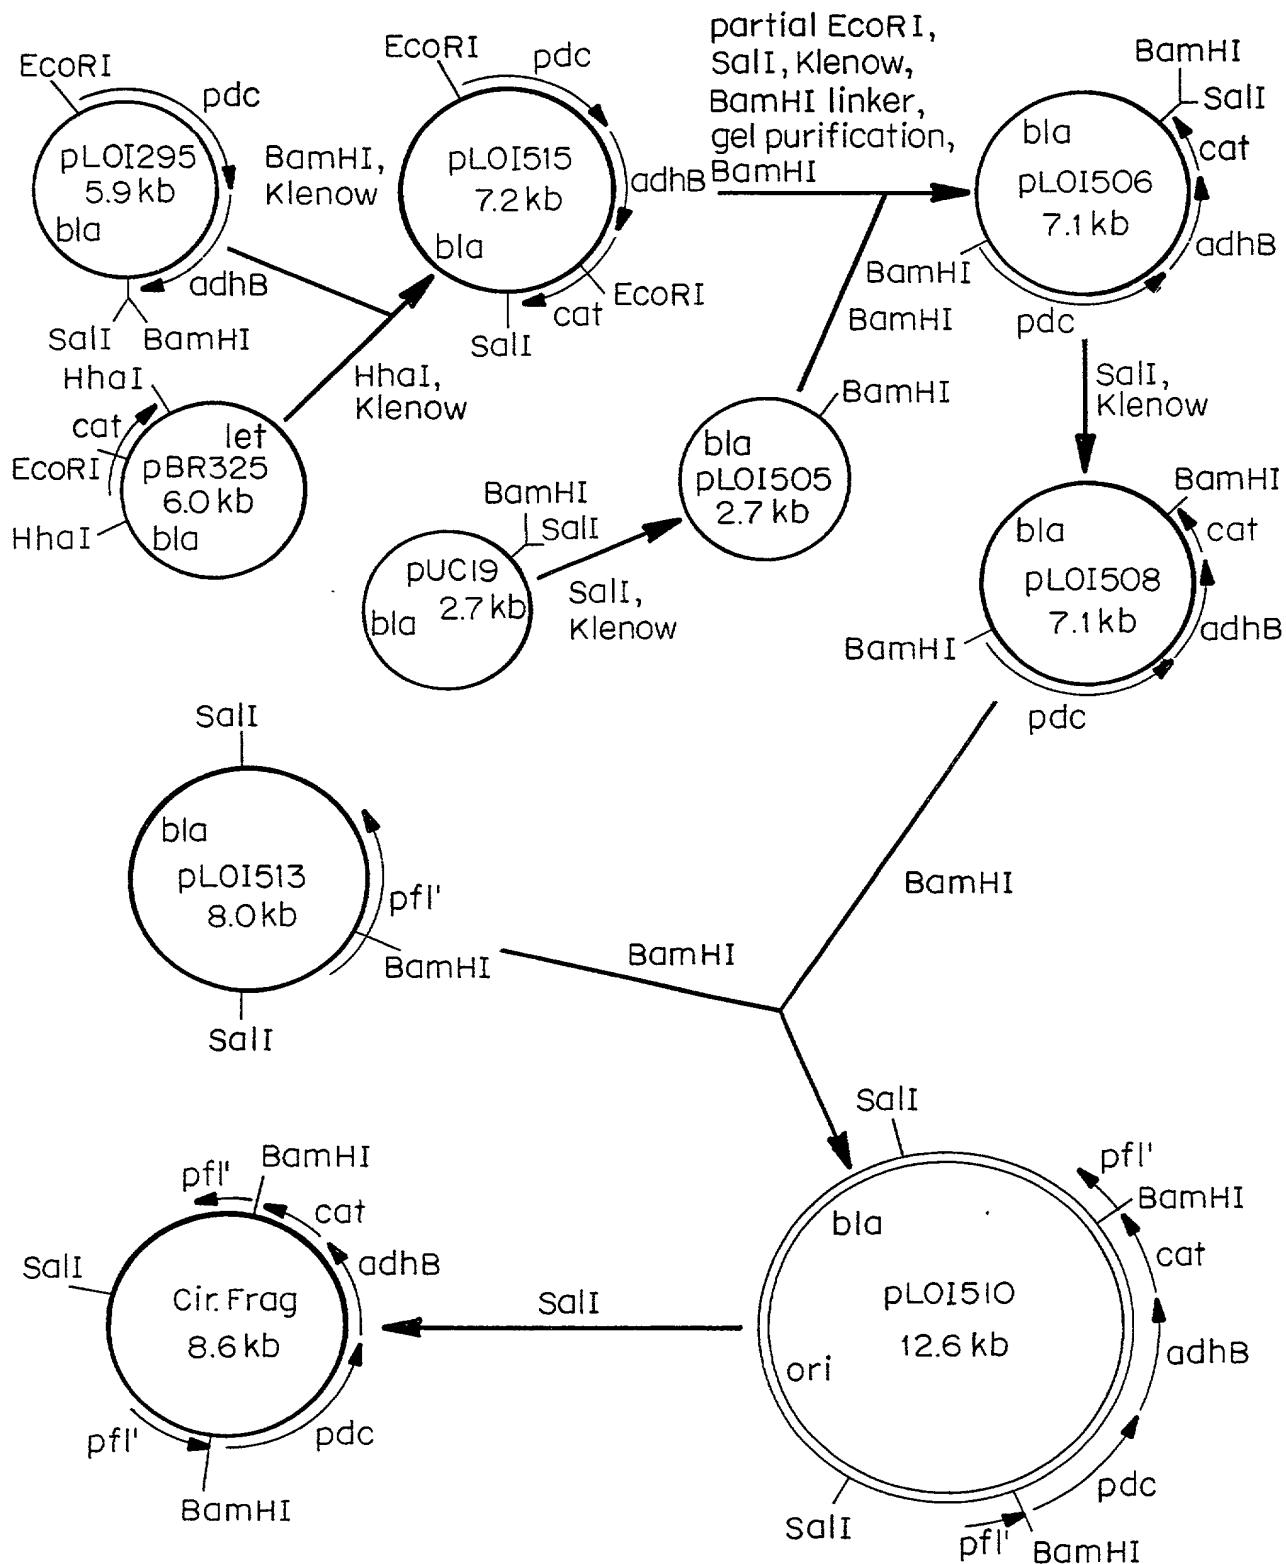 EcoRI
pdc
pLOI295
5.9 kb
bla
adhB
SalI
BamHI
BamHI,
Klenow
EcoRI
pdc
pLOI515
7.2 kb
adhB
bla
EcoRI
cat
SalI
partial EcoRI,
SalI, Klenow,
BamHI linker,
gel purification,
BamHI
BamHI
SalI
bla
cat
pLOI506
7.1 kb
adhB
BamHI
pdc
HhaI
cat
let
EcoRI
pBR325
6.0 kb
HhaI
bla
HhaI,
Klenow
BamHI
BamHI
bla
pLOI505
2.7 kb
BamHI
SalI
pUC19
2.7 kb
bla
SalI,
Klenow
SalI,
Klenow
BamHI
bla
cat
pLOI508
7.1 kb
adhB
BamHI
pdc
SalI
bla
pLOI513
8.0 kb
pfl'
BamHI
SalI
BamHI
BamHI
SalI
pfl'
BamHI
bla
cat
pLOI510
12.6 kb
adhB
ori
pdc
SalI
pfl'
BamHI
SalI
pfl'
BamHI
cat
adhB
SalI
Cir. Frag
8.6 kb
pfl'
pdc
BamHI